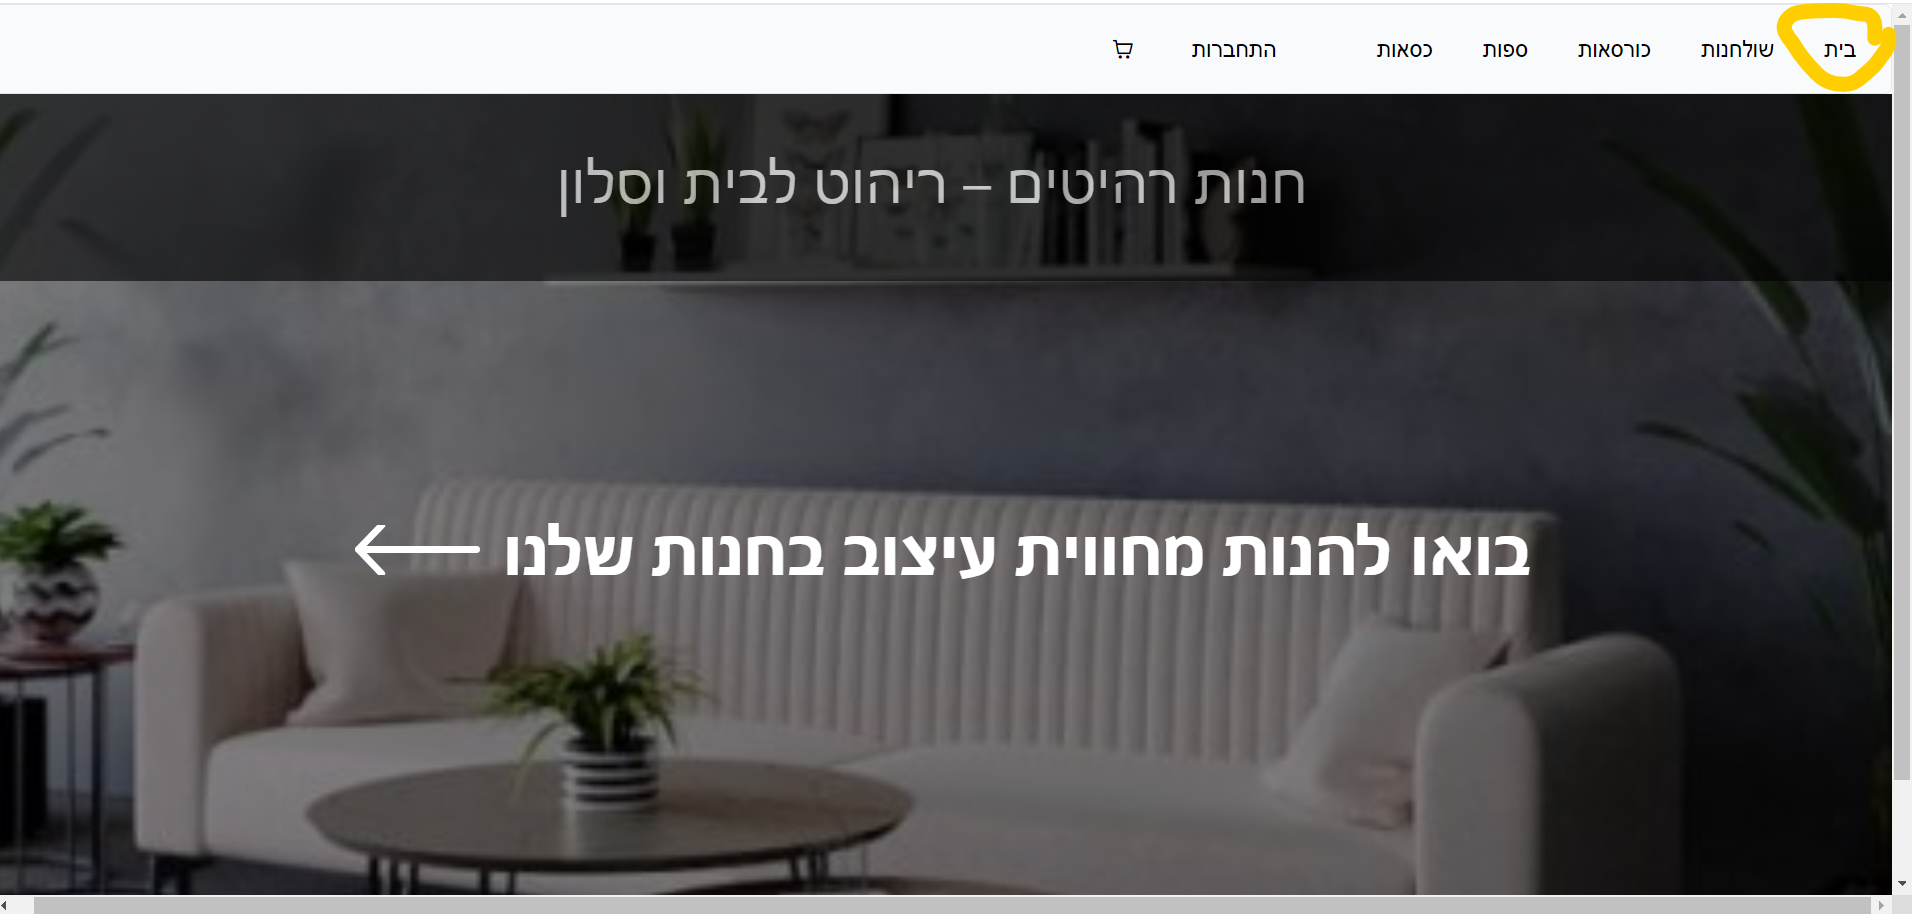 בית שולחנות כורסאות ספות כסאות התחברות
חנות רהיטים – ריהוט לבית וסלון
בואו להנות מחווית עיצוב בחנות שלנו